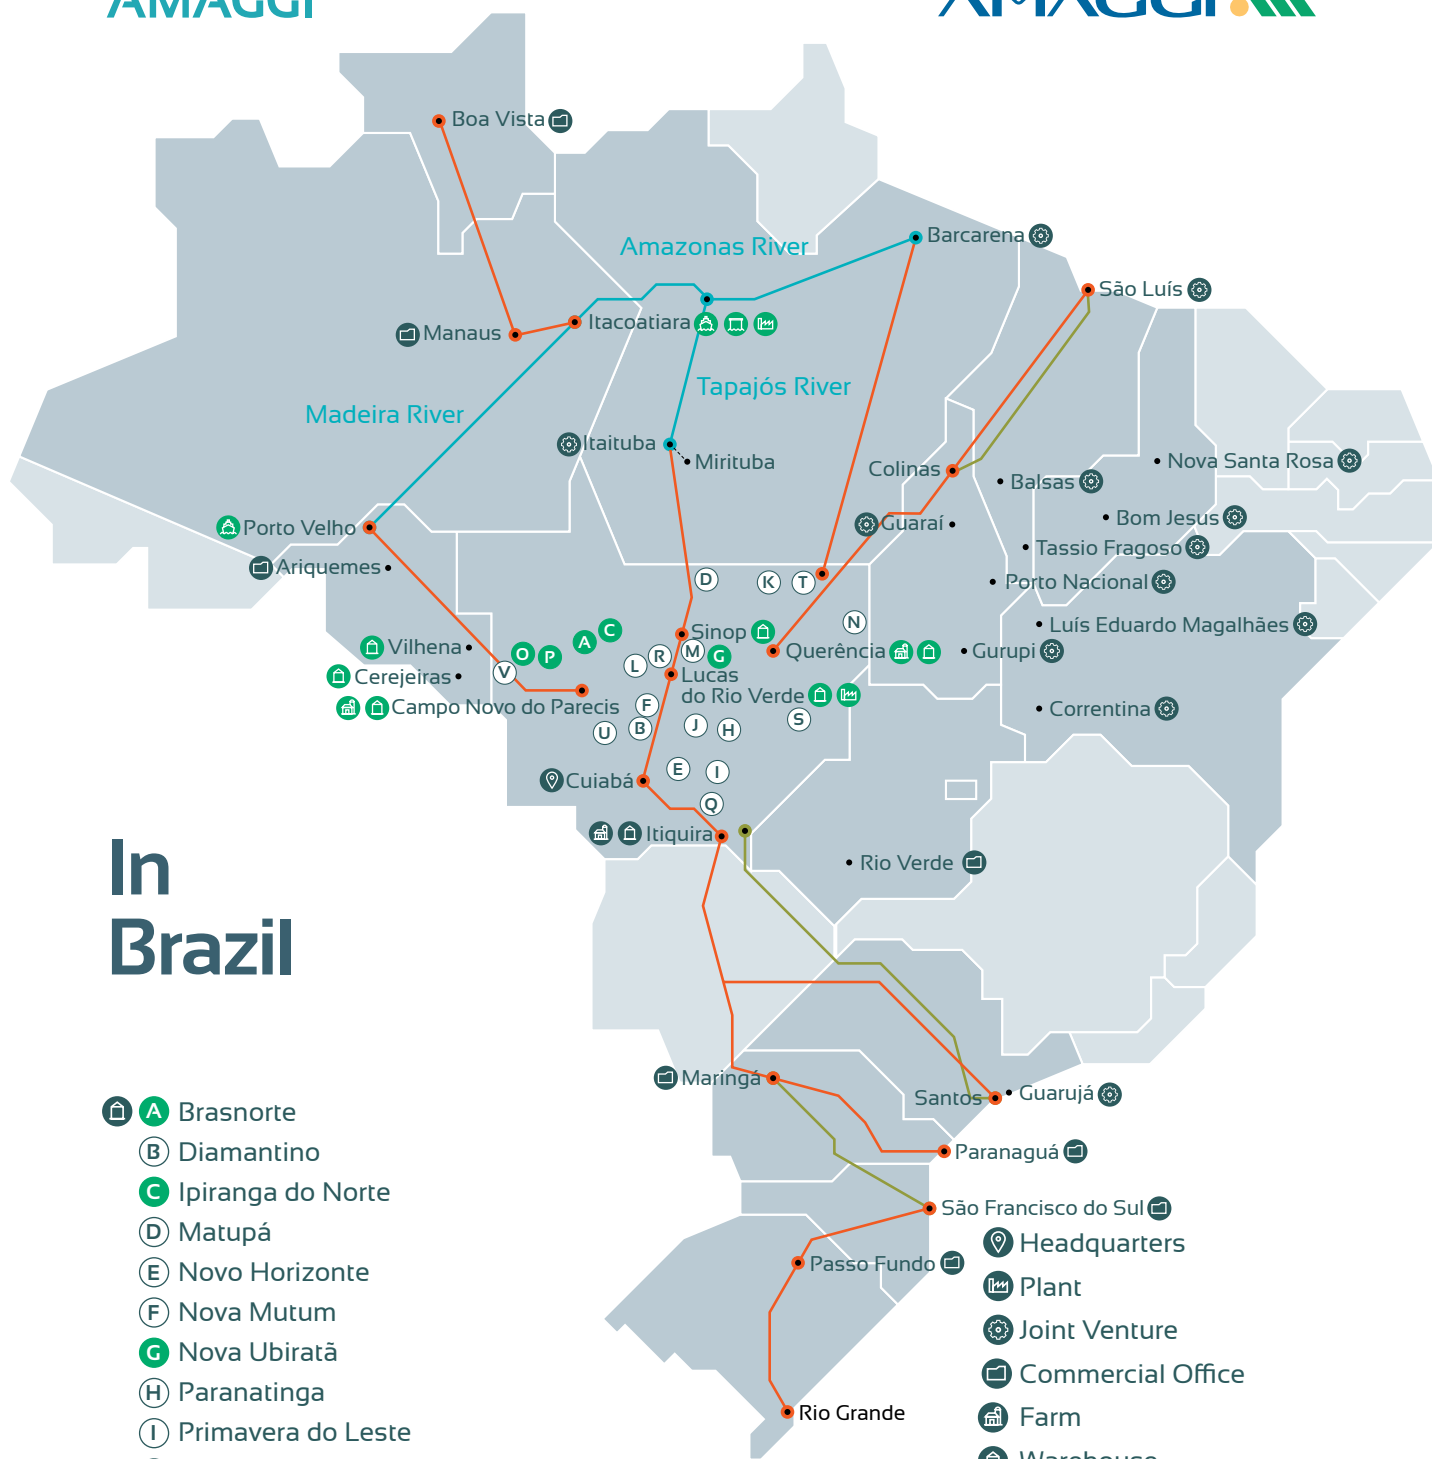 AMAGGI
AMAGGI
Boa Vista
Amazonas River
Barcarena
São Luís
Itacoatiara
Manaus
Tapajós River
Madeira River
Itaituba
Mirituba
Colinas
Nova Santa Rosa
Balsas
Bom Jesus
Guaraí
Porto Velho
Tassio Fragoso
Ariquemes
Porto Nacional
D
K
T
N
Luís Eduardo Magalhães
C
A
Sinop
Vilhena
O
P
L
R
M
G
Querência
Gurupi
V
Cerejeiras
Lucas
do Rio Verde
Campo Novo do Parecis
F
Correntina
U
B
J
H
S
E
I
Cuiabá
Q
Itiquira
Rio Verde
In
Brazil
Maringá
Santos
Guarujá
Paranaguá
São Francisco do Sul
Passo Fundo
Rio Grande
A Brasnorte
B Diamantino
C Ipiranga do Norte
D Matupá
E Novo Horizonte
F Nova Mutum
G Nova Ubiratã
H Paranatinga
I Primavera do Leste
Headquarters
Plant
Joint Venture
Commercial Office
Farm
Warehouse